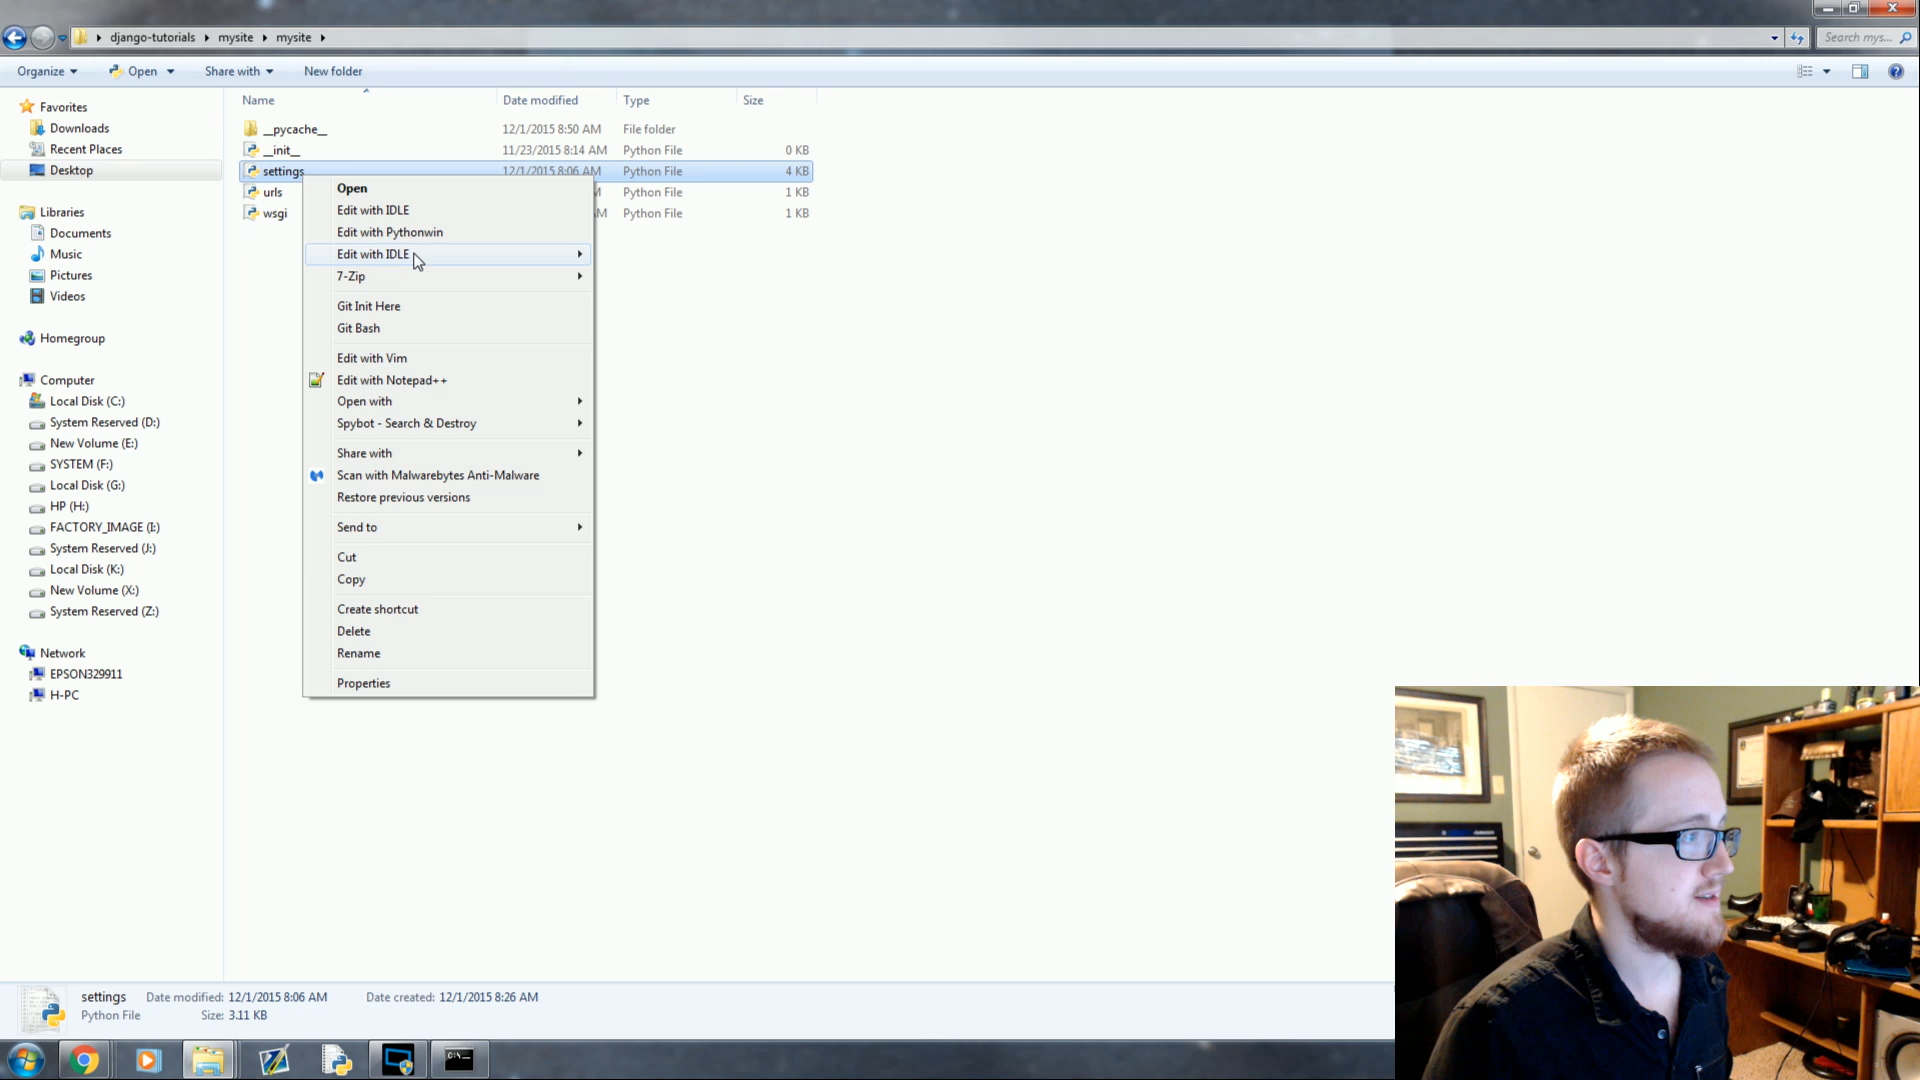 django-tutorials mysite mysite
Search mys...
Organize Open Share with New folder
Name Date modified Type Size
__pycache__ 12/1/2015 8:50 AM File folder
__init__ 11/23/2015 8:14 AM Python File 0 KB
settings 12/1/2015 8:06 AM Python File 4 KB
urls M Python File 1 KB
wsgi M Python File 1 KB
Favorites
Downloads
Recent Places
Desktop
Libraries
Documents
Music
Pictures
Videos
Homegroup
Computer
Local Disk (C:)
System Reserved (D:)
New Volume (E:)
SYSTEM (F:)
Local Disk (G:)
HP (H:)
FACTORY_IMAGE (I:)
System Reserved (J:)
Local Disk (K:)
New Volume (X:)
System Reserved (Z:)
Network
EPSON329911
H-PC
Open
Edit with IDLE
Edit with Pythonwin
Edit with IDLE
7-Zip
Git Init Here
Git Bash
Edit with Vim
Edit with Notepad++
Open with
Spybot - Search & Destroy
Share with
Scan with Malwarebytes Anti-Malware
Restore previous versions
Send to
Cut
Copy
Create shortcut
Delete
Rename
Properties
settings Date modified: 12/1/2015 8:06 AM Date created: 12/1/2015 8:26 AM
Python File Size: 3.11 KB